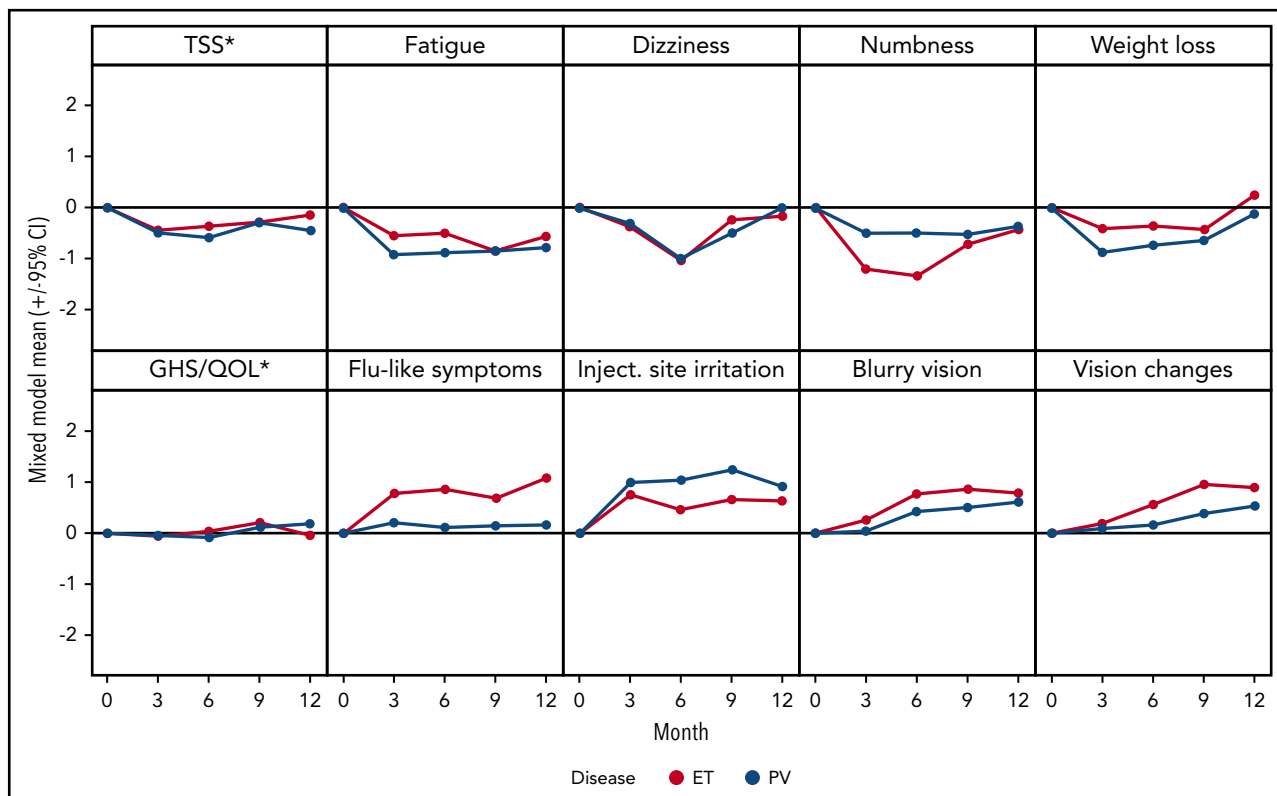 TSS* Fatigue Dizziness Numbness Weight loss
2
1
0
-1
-2
GHS/QOL* Flu-like symptoms Inject. site irritation Blurry vision Vision changes
2
1
0
-1
-2
Mixed model mean (+/-95% CI)
0 3 6 9 12 0 3 6 9 12 0 3 6 9 12 0 3 6 9 12 0 3 6 9 12
Month
Disease ET PV